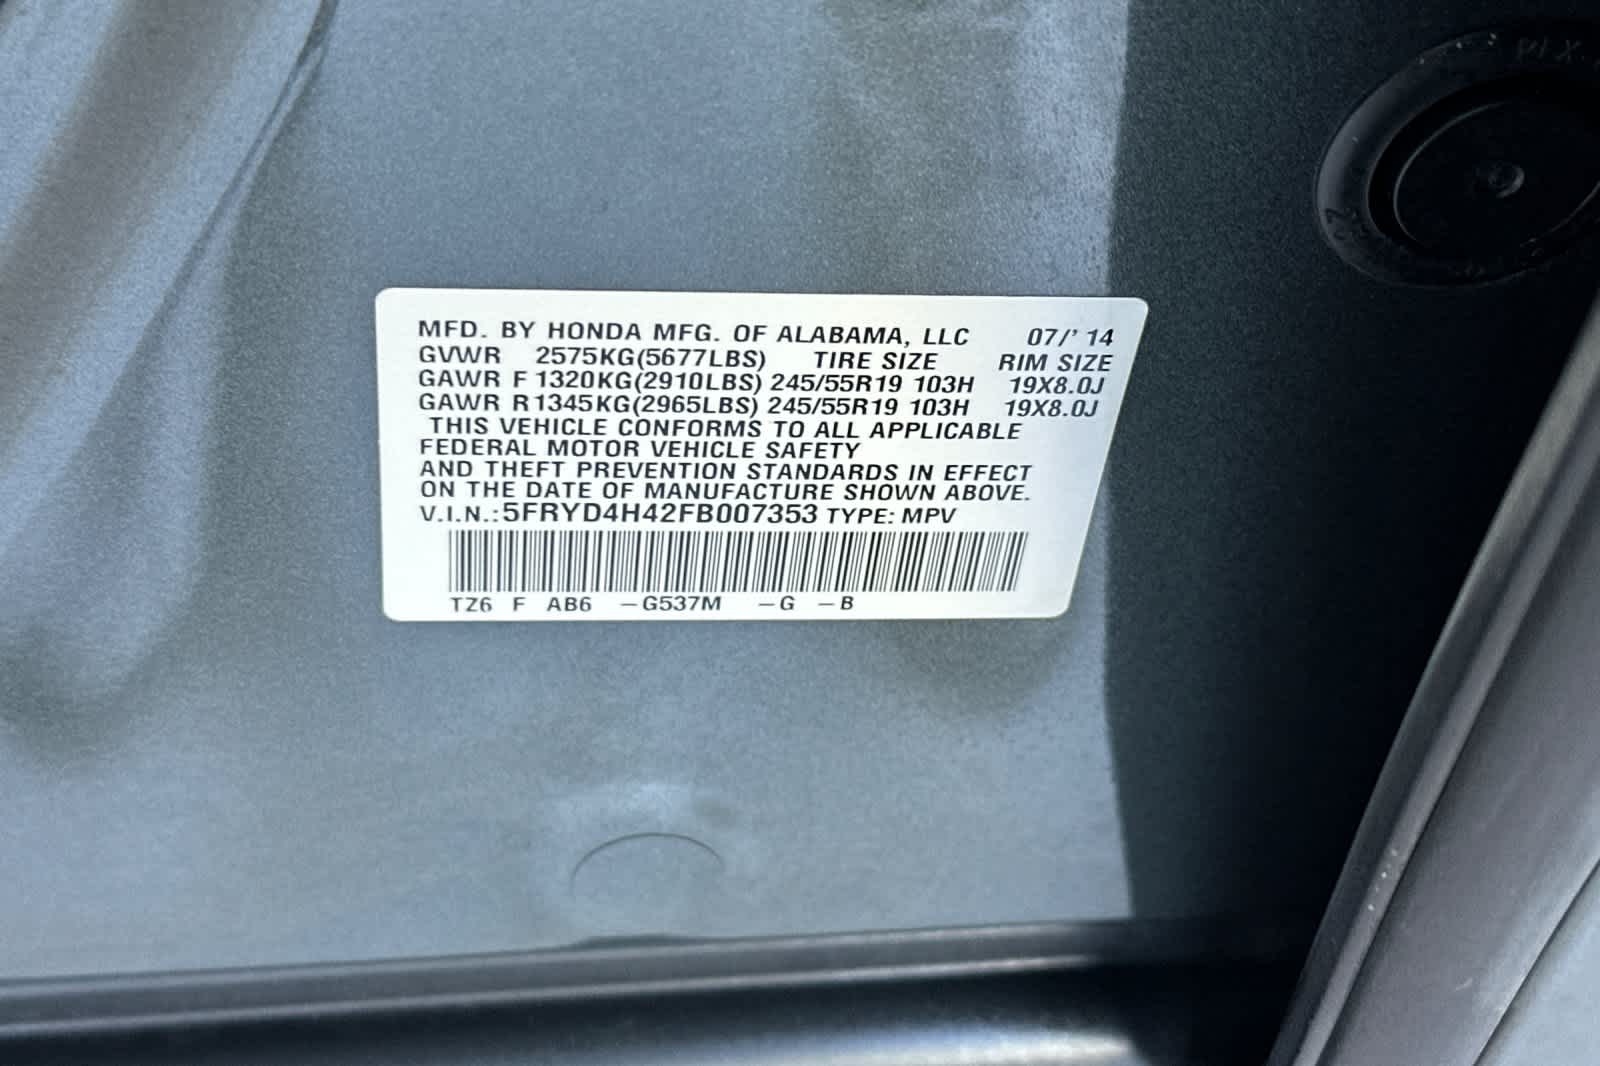 MFD. BY HONDA MFG. OF ALABAMA, LLC 07/' 14
GVWR 2575KG(5677LBS) TIRE SIZE RIM SIZE
GAWR F 1320KG(2910LBS) 245/55R19 103H 19X8.0J
GAWR R 1345KG(2965LBS) 245/55R19 103H 19X8.0J
THIS VEHICLE CONFORMS TO ALL APPLICABLE
FEDERAL MOTOR VEHICLE SAFETY
AND THEFT PREVENTION STANDARDS IN EFFECT
ON THE DATE OF MANUFACTURE SHOWN ABOVE.
V.I.N.: 5FRYD4H42FB007353 TYPE: MPV
TZ6 F AB6 –G537M –G –B